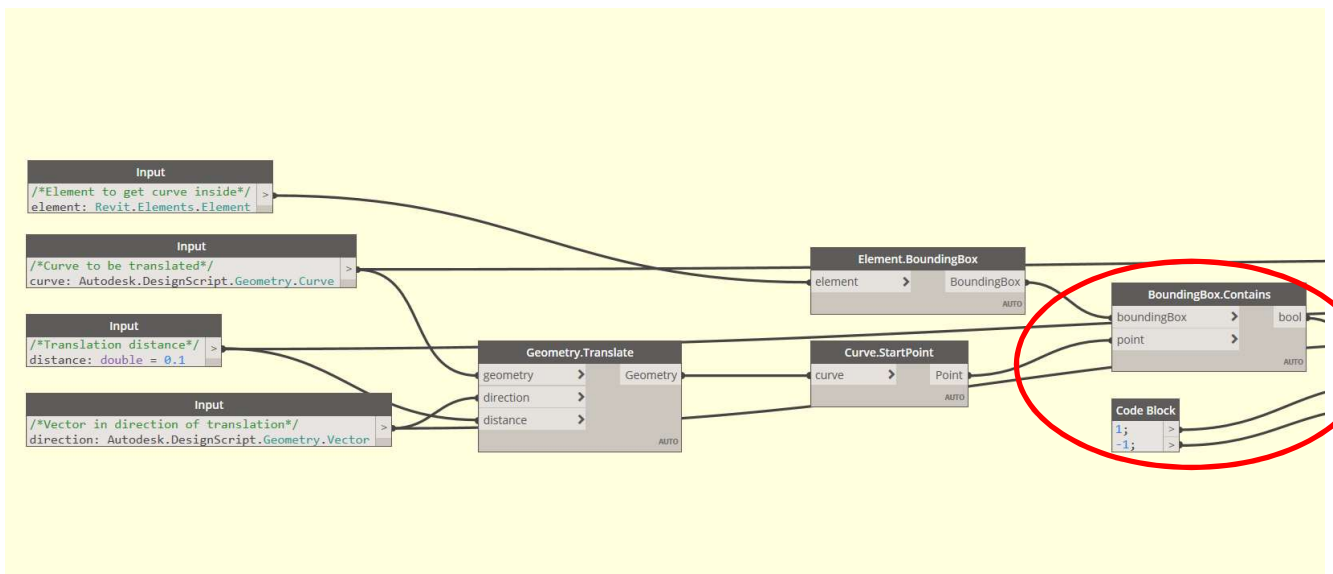 Input
/*Element to get curve inside*/ >
element: Revit.Elements.Element
Input
/*Curve to be translated*/ >
curve: Autodesk.DesignScript.Geometry.Curve
Input
/*Translation distance*/ >
distance: double = 0.1
Input
/*Vector in direction of translation*/ >
direction: Autodesk.DesignScript.Geometry.Vector
Geometry.Translate
geometry > Geometry
direction >
distance >
AUTO
Element.BoundingBox
element > BoundingBox
AUTO
Curve.StartPoint
curve > Point
AUTO
BoundingBox.Contains
boundingBox > bool
point >
AUTO
Code Block
1; >
-1; >